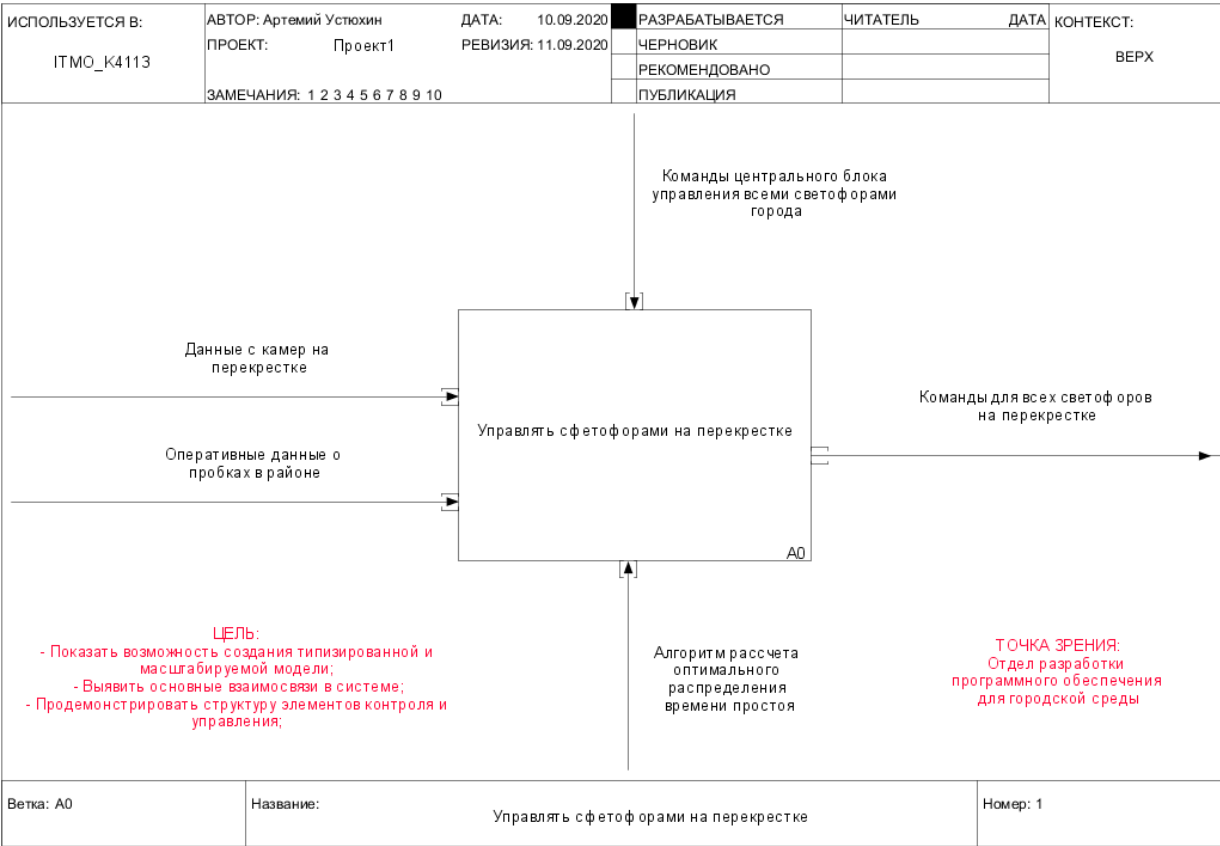 ИСПОЛЬЗУЕТСЯ В:
ITMO_K4113
АВТОР: Артемий Устюхин
ДАТА: 10.09.2020
ПРОЕКТ: Проект1
РЕВИЗИЯ: 11.09.2020
ЗАМЕЧАНИЯ: 1 2 3 4 5 6 7 8 9 10
РАЗРАБАТЫВАЕТСЯ
ЧЕРНОВИК
РЕКОМЕНДОВАНО
ПУБЛИКАЦИЯ
ЧИТАТЕЛЬ
ДАТА
КОНТЕКСТ:
ВЕРХ
Команды центрального блока
управления всеми светофорами
города
Данные с камер на
перекрестке
Оперативные данные о
пробках в районе
Управлять сфетофорами на перекрестке
A0
Команды для всех светофоров
на перекрестке
ЦЕЛЬ:
- Показать возможность создания типизированной и
масштабируемой модели;
- Выявить основные взаимосвязи в системе;
- Продемонстрировать структуру элементов контроля и
управления;
Алгоритм рассчета
оптимального
распределения
времени простоя
ТОЧКА ЗРЕНИЯ:
Отдел разработки
программного обеспечения
для городской среды
Ветка: A0
Название:
Управлять сфетофорами на перекрестке
Номер: 1